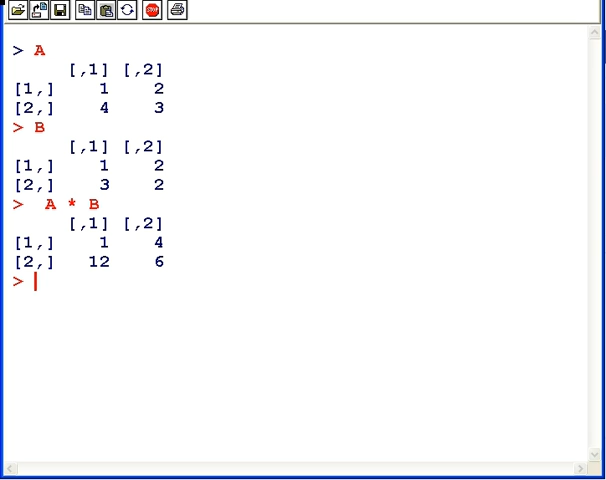 STOP
> A
[,1] [,2]
[1,] 1 2
[2,] 4 3
> B
[,1] [,2]
[1,] 1 2
[2,] 3 2
> A * B
[,1] [,2]
[1,] 1 4
[2,] 12 6
>